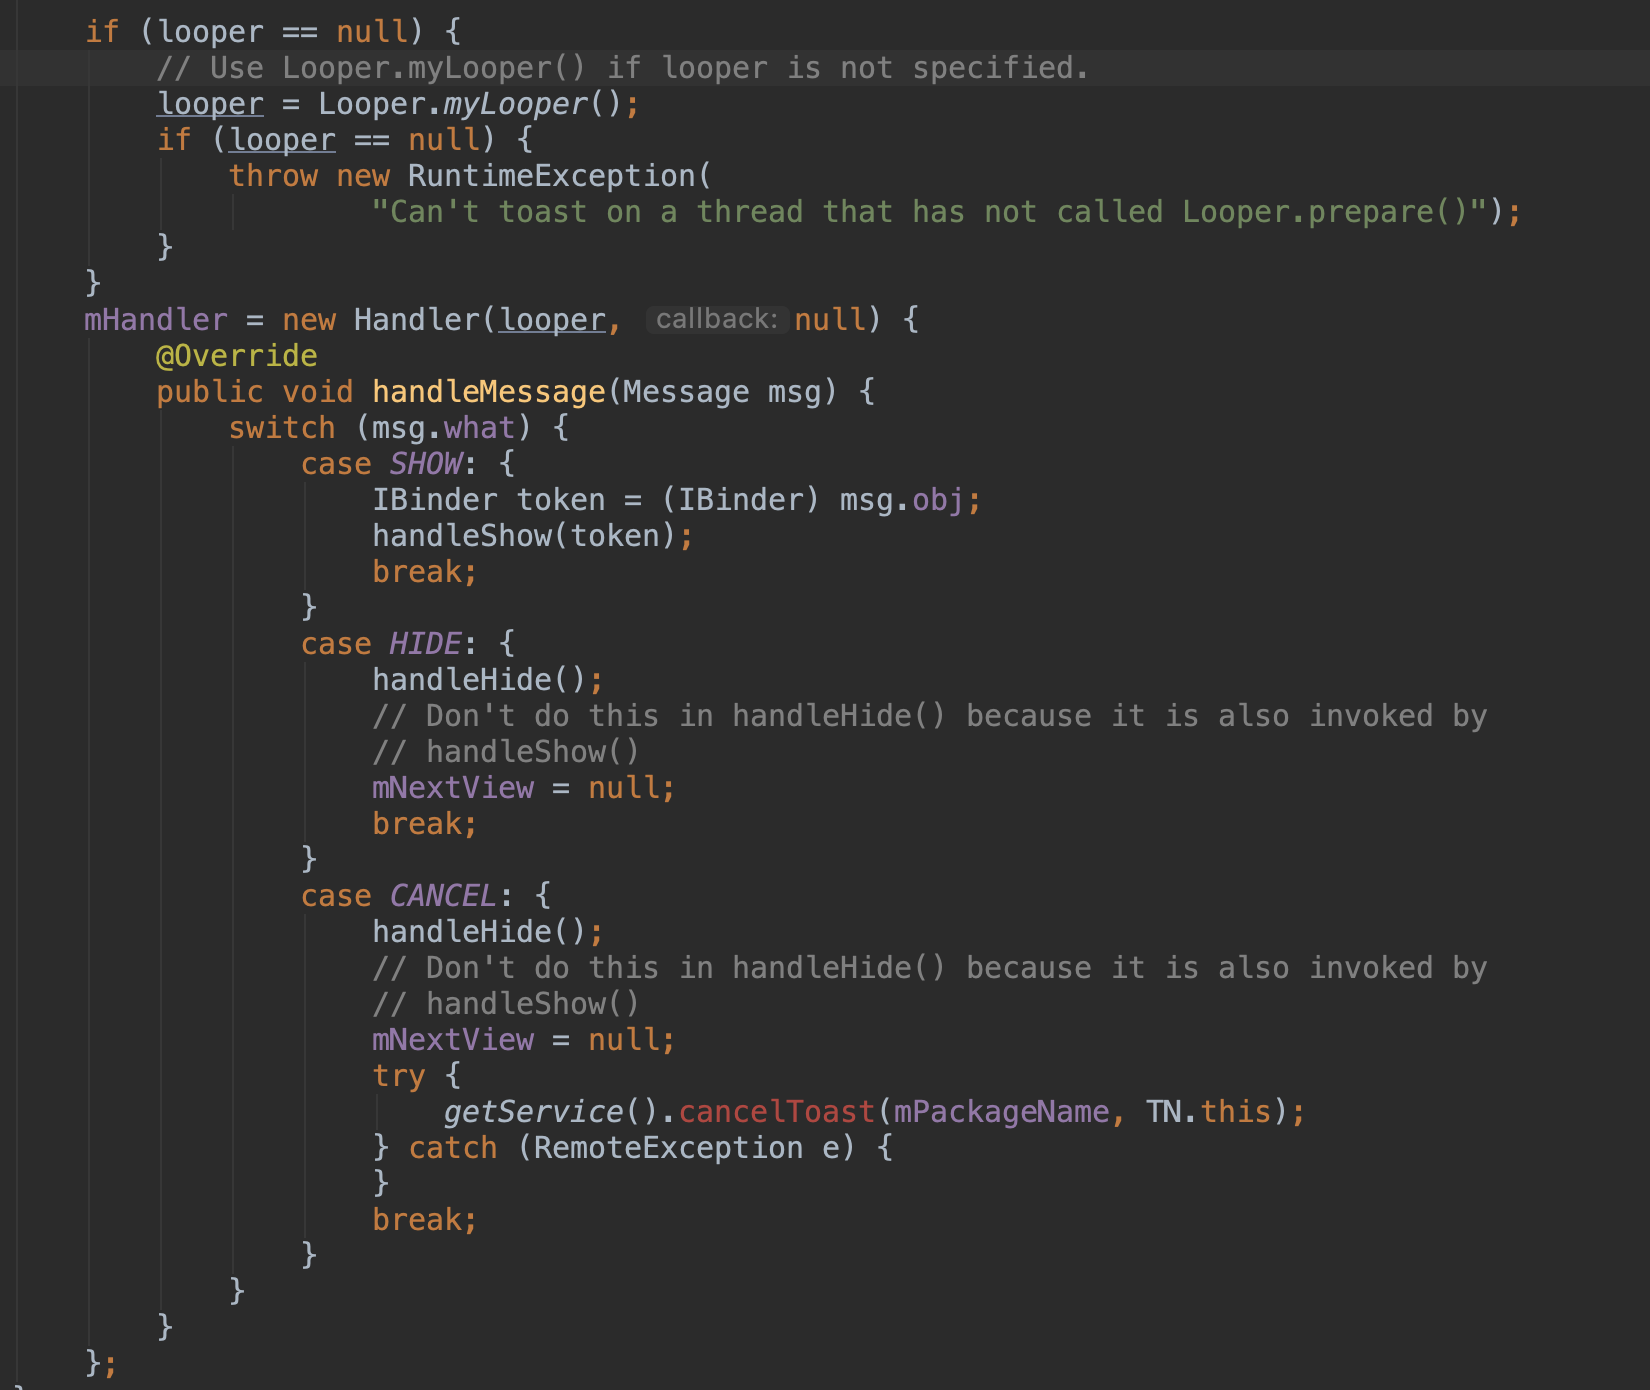 if (looper == null) {
// Use Looper.myLooper() if looper is not specified.
looper = Looper.myLooper();
if (looper == null) {
throw new RuntimeException(
"Can't toast on a thread that has not called Looper.prepare()");
}
}
mHandler = new Handler(looper, callback: null) {
@Override
public void handleMessage(Message msg) {
switch (msg.what) {
case SHOW: {
IBinder token = (IBinder) msg.obj;
handleShow(token);
break;
}
case HIDE: {
handleHide();
// Don't do this in handleHide() because it is also invoked by
// handleShow()
mNextView = null;
break;
}
case CANCEL: {
handleHide();
// Don't do this in handleHide() because it is also invoked by
// handleShow()
mNextView = null;
try {
getService().cancelToast(mPackageName, TN.this);
} catch (RemoteException e) {
}
break;
}
}
}
};
}